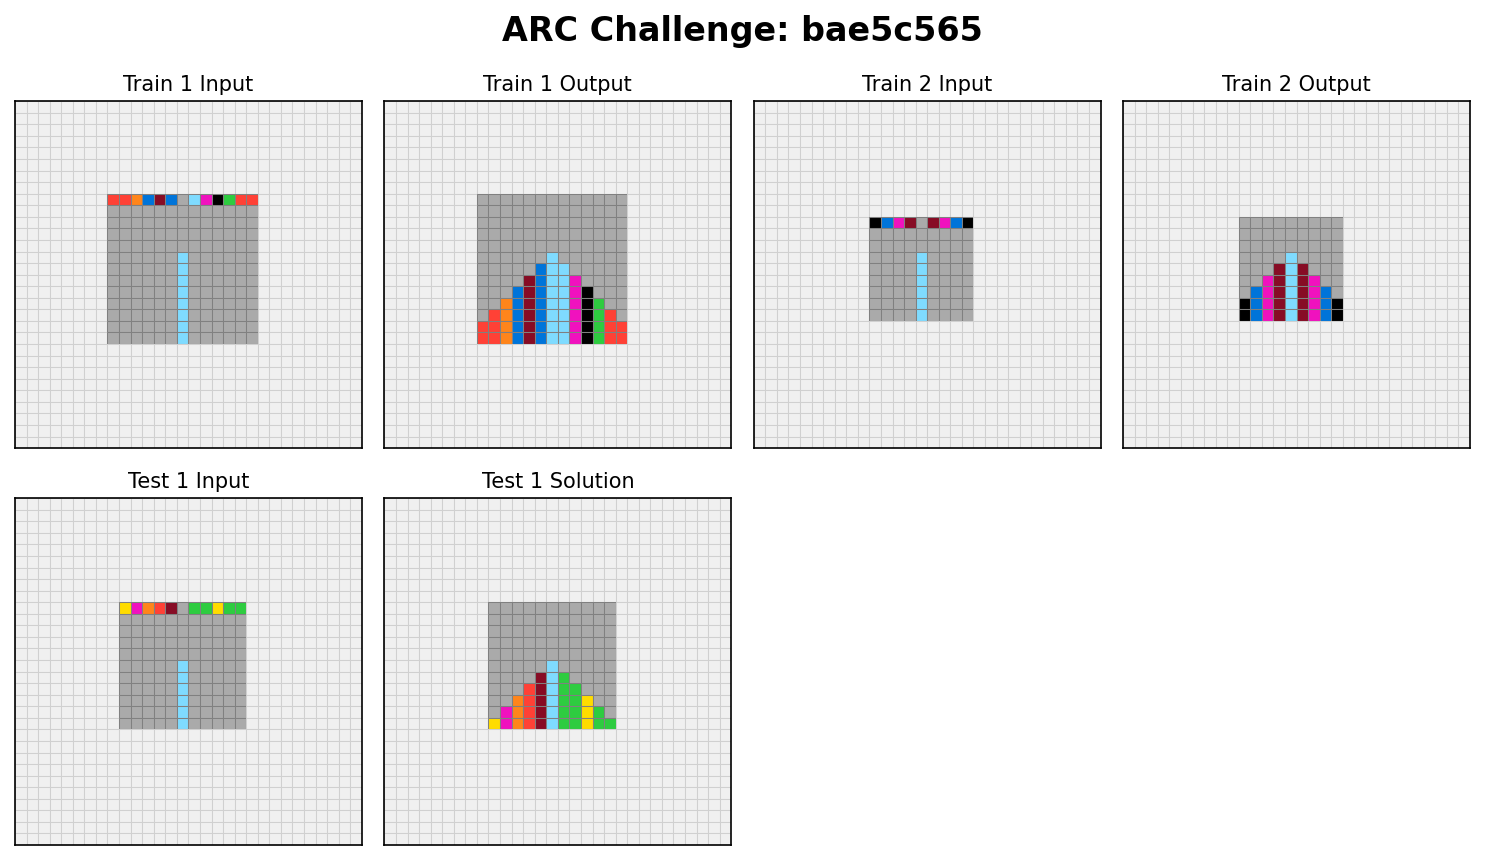 ARC Challenge: bae5c565
Train 1 Input
Train 1 Output
Train 2 Input
Train 2 Output
Test 1 Input
Test 1 Solution